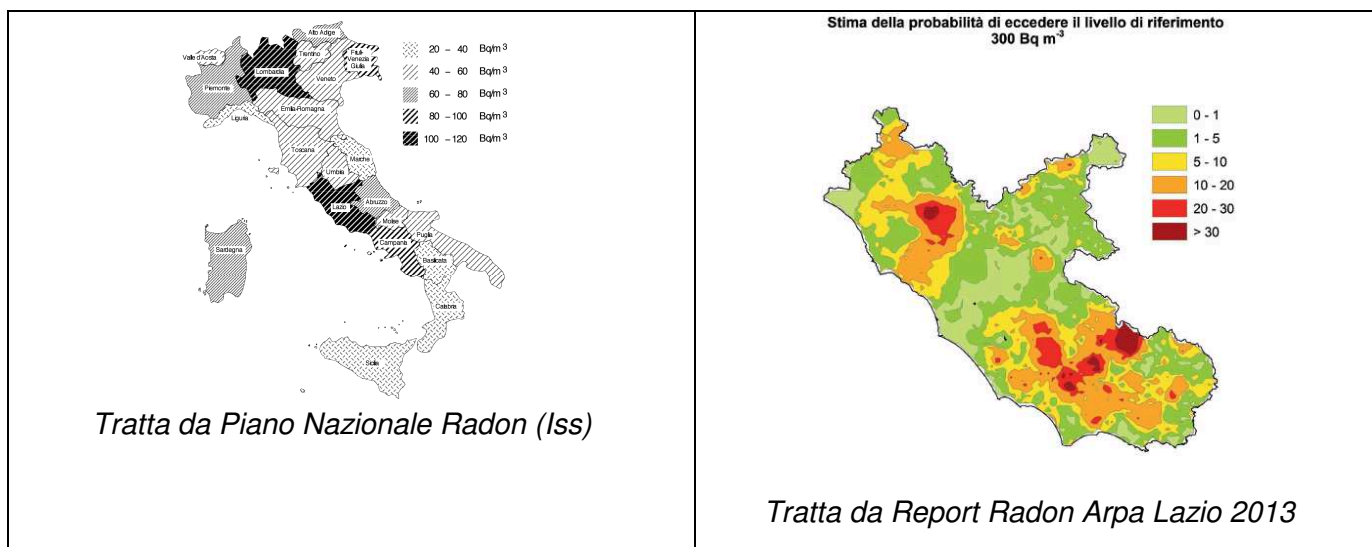 Alto Adige
Valle d'Aosta
Trentino
Friuli-
Venezia
Giulia
Lombardia
Veneto
Piemonte
Emilia-Romagna
Liguria
Toscana
Marche
Umbria
Lazio
Abruzzo
Molise
Campania
Puglia
Basilicata
Sardegna
Calabria
Sicilia
20 – 40 Bq/m³
40 – 60 Bq/m³
60 – 80 Bq/m³
80 – 100 Bq/m³
100 – 120 Bq/m³
Tratta da Piano Nazionale Radon (Iss)
Stima della probabilità di eccedere il livello di riferimento
300 Bq m⁻³
0 - 1
1 - 5
5 - 10
10 - 20
20 - 30
> 30
Tratta da Report Radon Arpa Lazio 2013